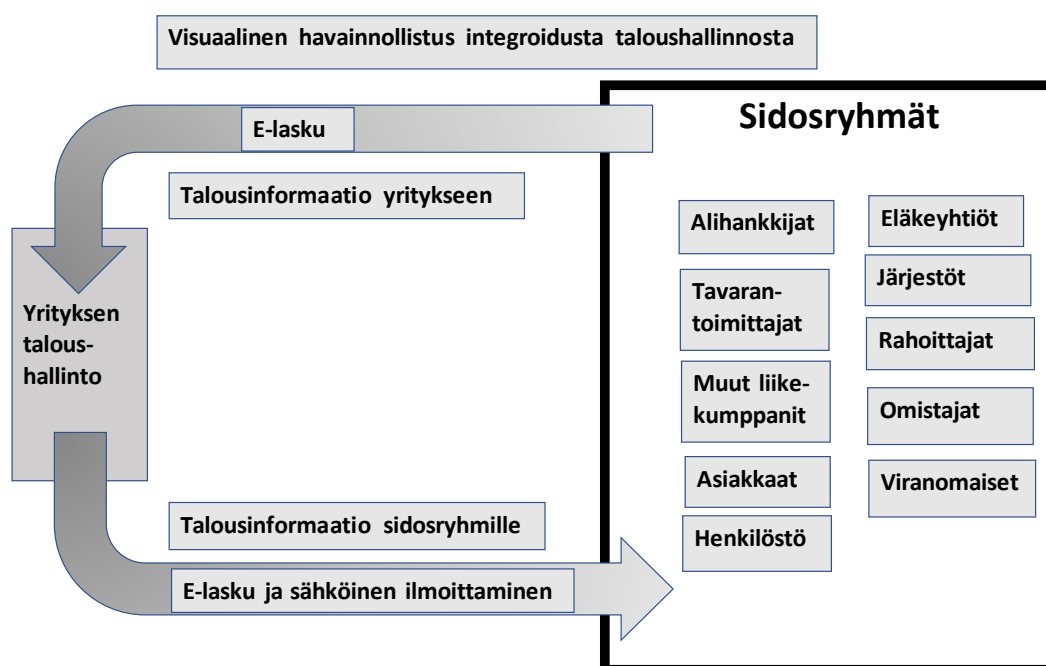 Visuaalinen havainnollistus integroidusta taloushallinnosta
E-lasku
Talousinformaatio yritykseen
Yrityksen
talous-
hallinto
Talousinformaatio sidosryhmille
E-lasku ja sähköinen ilmoittaminen
Sidosryhmät
Alihankkijat
Tavaran-
toimittajat
Muut liike-
kumppanit
Asiakkaat
Henkilöstö
Eläkeyhtiöt
Järjestöt
Rahoittajat
Omistajat
Viranomaiset